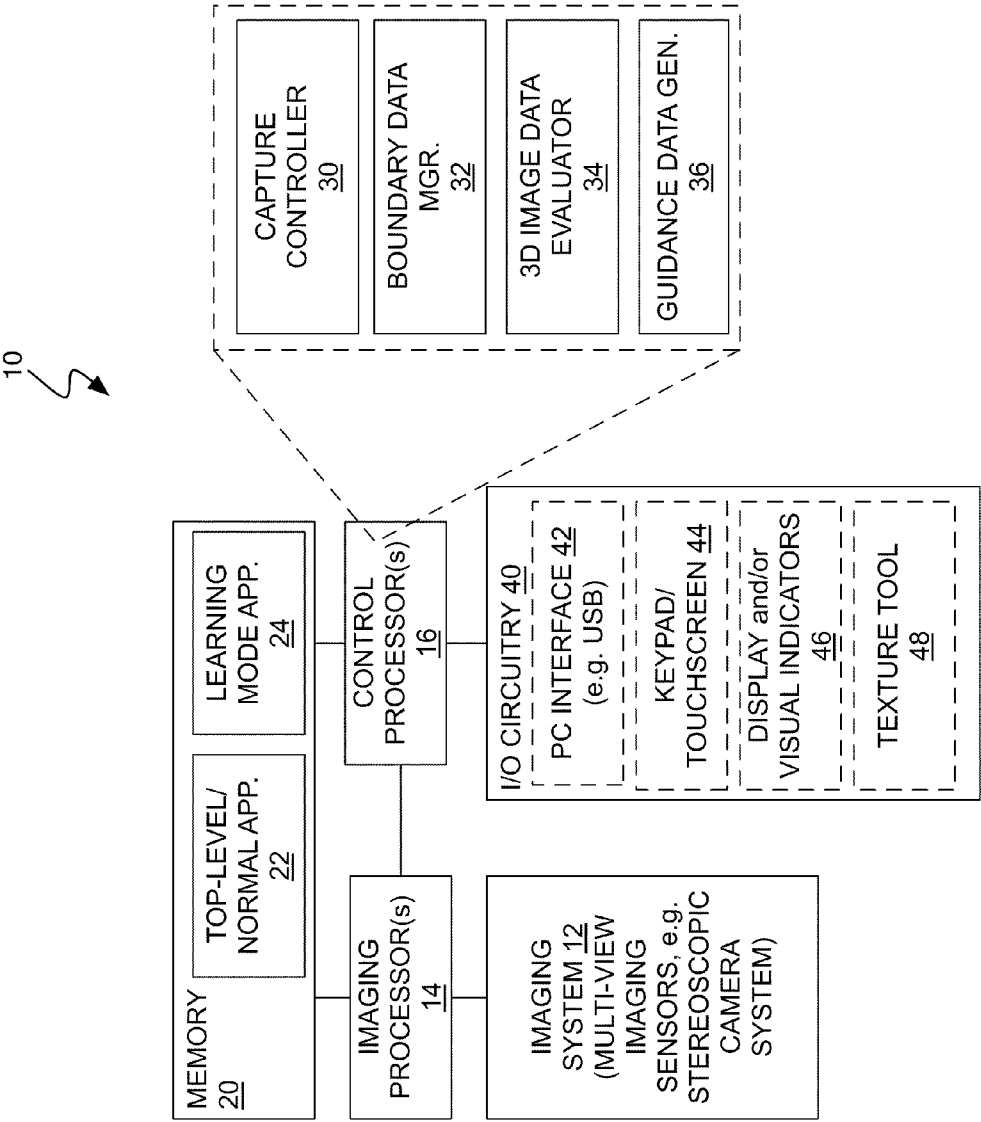 10
MEMORY
20
TOP-LEVEL/
NORMAL APP.
22
LEARNING
MODE APP.
24
IMAGING
PROCESSOR(s)
14
CONTROL
PROCESSOR(s)
16
IMAGING
SYSTEM 12
(MULTI-VIEW
IMAGING
SENSORS, e.g.
STEREOSCOPIC
CAMERA
SYSTEM)
I/O CIRCUITRY 40
PC INTERFACE 42
(e.g. USB)
KEYPAD/
TOUCHSCREEN 44
DISPLAY and/or
VISUAL INDICATORS
46
TEXTURE TOOL
48
CAPTURE
CONTROLLER
30
BOUNDARY DATA
MGR.
32
3D IMAGE DATA
EVALUATOR
34
GUIDANCE DATA GEN.
36